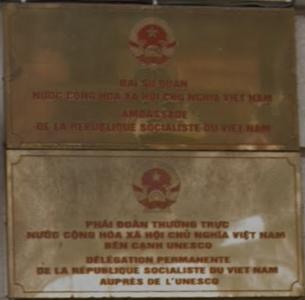 ĐẠI SỨ QUÁN
NƯỚC CỘNG HÒA XÃ HỘI CHỦ NGHĨA VIỆT NAM
AMBASSADE
DE LA RÉPUBLIQUE SOCIALISTE DU VIET NAM
PHÁI ĐOÀN THƯỜNG TRỰC
NƯỚC CỘNG HÒA XÃ HỘI CHỦ NGHĨA VIỆT NAM
BÊN CẠNH UNESCO
DÉLÉGATION PERMANENTE
DE LA RÉPUBLIQUE SOCIALISTE DU VIET NAM
AUPRÈS DE L'UNESCO